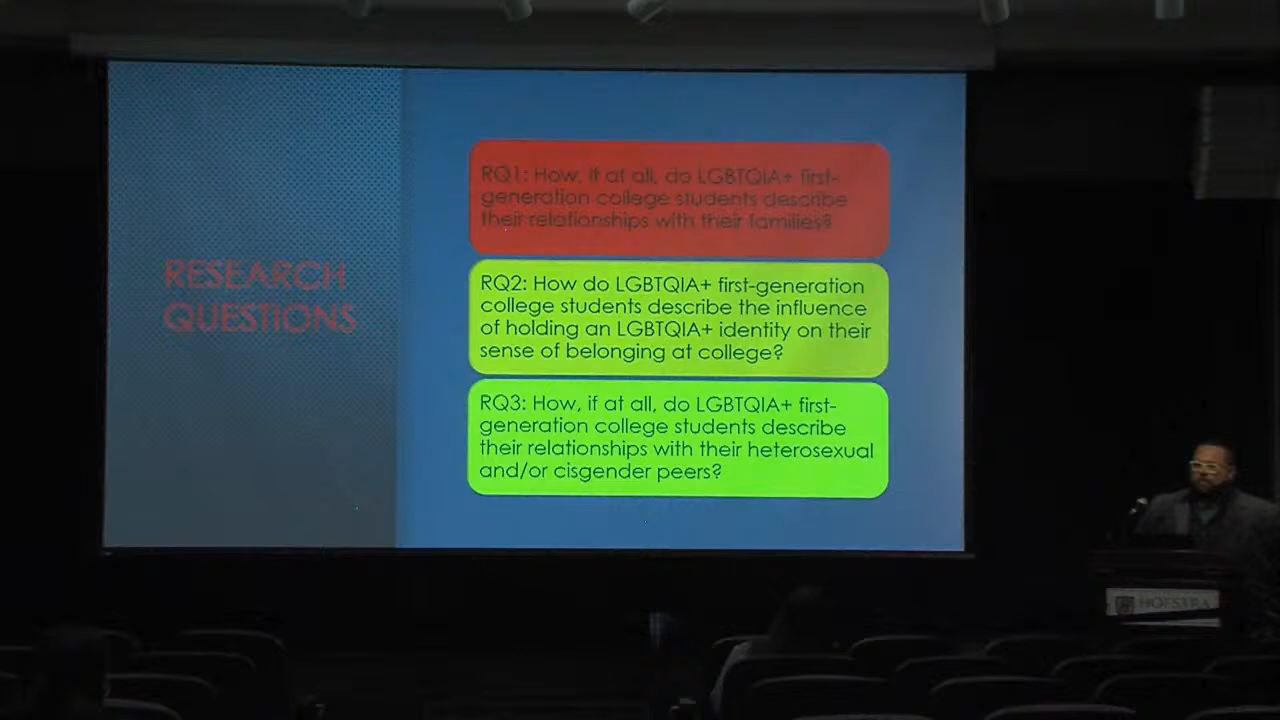 RESEARCH
QUESTIONS
RQ1: How, if at all, do LGBTQIA+ first-
generation college students describe
their relationships with their families?
RQ2: How do LGBTQIA+ first-generation
college students describe the influence
of holding an LGBTQIA+ identity on their
sense of belonging at college?
RQ3: How, if at all, do LGBTQIA+ first-
generation college students describe
their relationships with their heterosexual
and/or cisgender peers?
HOFSTRA